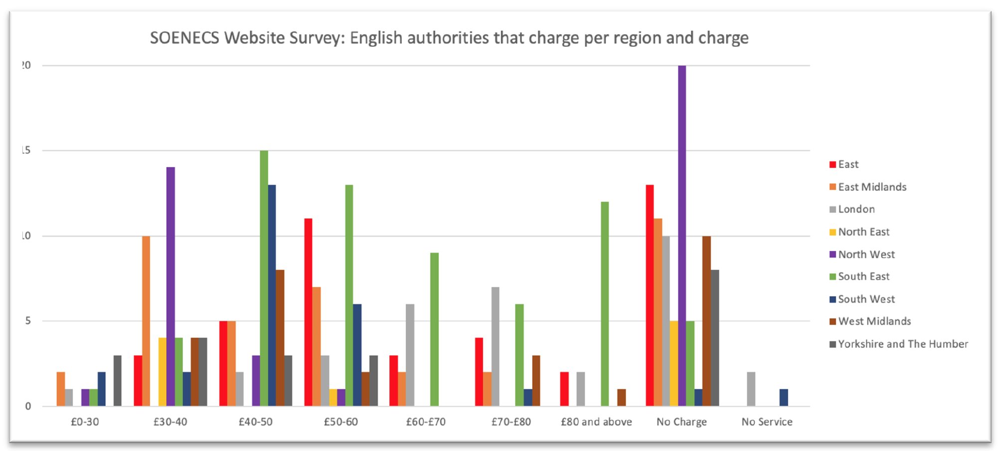 SOENECS Website Survey: English authorities that charge per region and charge
20
15
10
5
0
£0-30
£30-40
£40-50
£50-60
£60-£70
£70-£80
£80 and above
No Charge
No Service
East
East Midlands
London
North East
North West
South East
South West
West Midlands
Yorkshire and The Humber